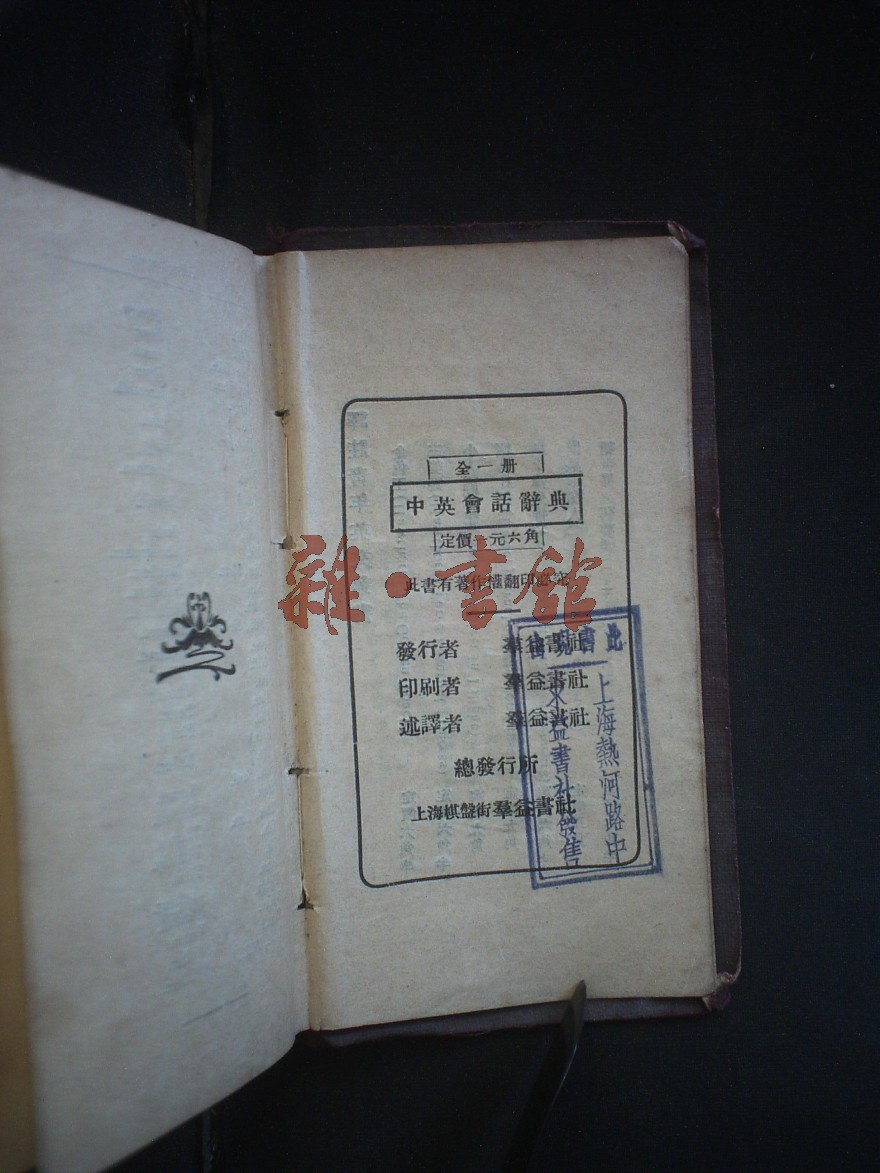 全一册
中英會話辭典
定價一元六角
此書有著作權翻印必究
發行者 羣益書社
印刷者 羣益書社
述譯者 羣益書社
總發行所
上海棋盤街羣益書社
雜·書館
此書
上海熱河路中
益書社發售